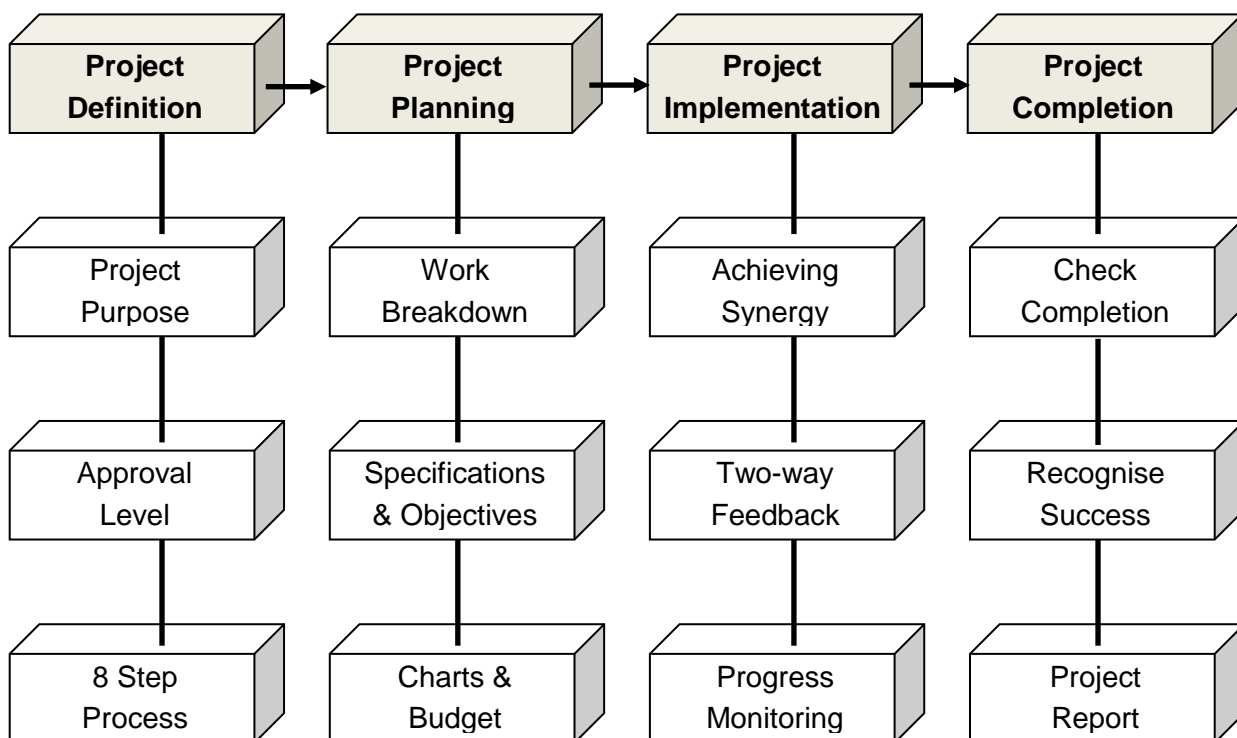 Project
Definition
Project
Planning
Project
Implementation
Project
Completion
Project
Purpose
Work
Breakdown
Achieving
Synergy
Check
Completion
Approval
Level
Specifications
& Objectives
Two-way
Feedback
Recognise
Success
8 Step
Process
Charts &
Budget
Progress
Monitoring
Project
Report